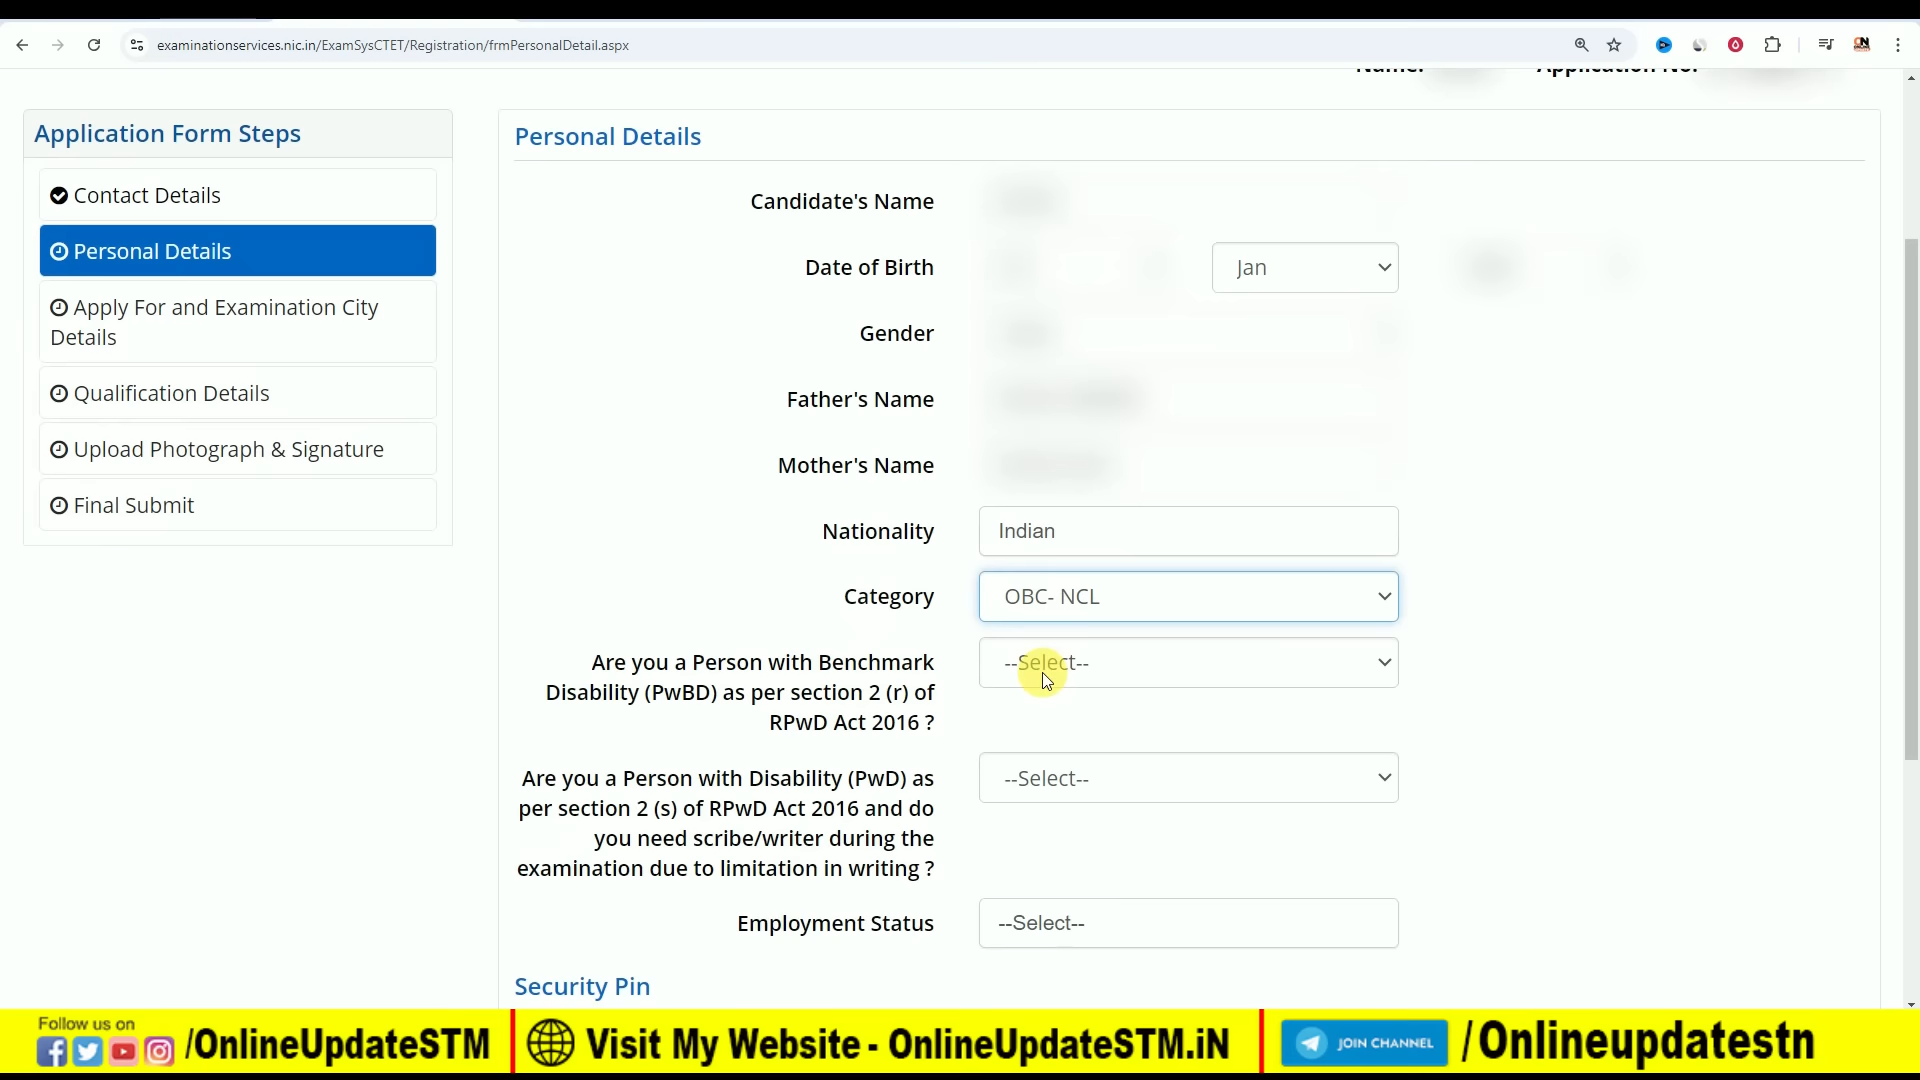 examinationservices.nic.in/ExamSysCTET/Registration/frmPersonalDetail.aspx
Name: Application No:
Application Form Steps
Contact Details
Personal Details
Apply For and Examination City
Details
Qualification Details
Upload Photograph & Signature
Final Submit
Personal Details
Candidate's Name
Date of Birth Jan
Gender
Father's Name
Mother's Name
Nationality Indian
Category OBC- NCL
Are you a Person with Benchmark --Select--
Disability (PwBD) as per section 2 (r) of
RPwD Act 2016 ?
Are you a Person with Disability (PwD) as --Select--
per section 2 (s) of RPwD Act 2016 and do
you need scribe/writer during the
examination due to limitation in writing ?
Employment Status --Select--
Security Pin
Follow us on
/OnlineUpdateSTM
Visit My Website - OnlineUpdateSTM.iN
JOIN CHANNEL
/Onlineupdatestn